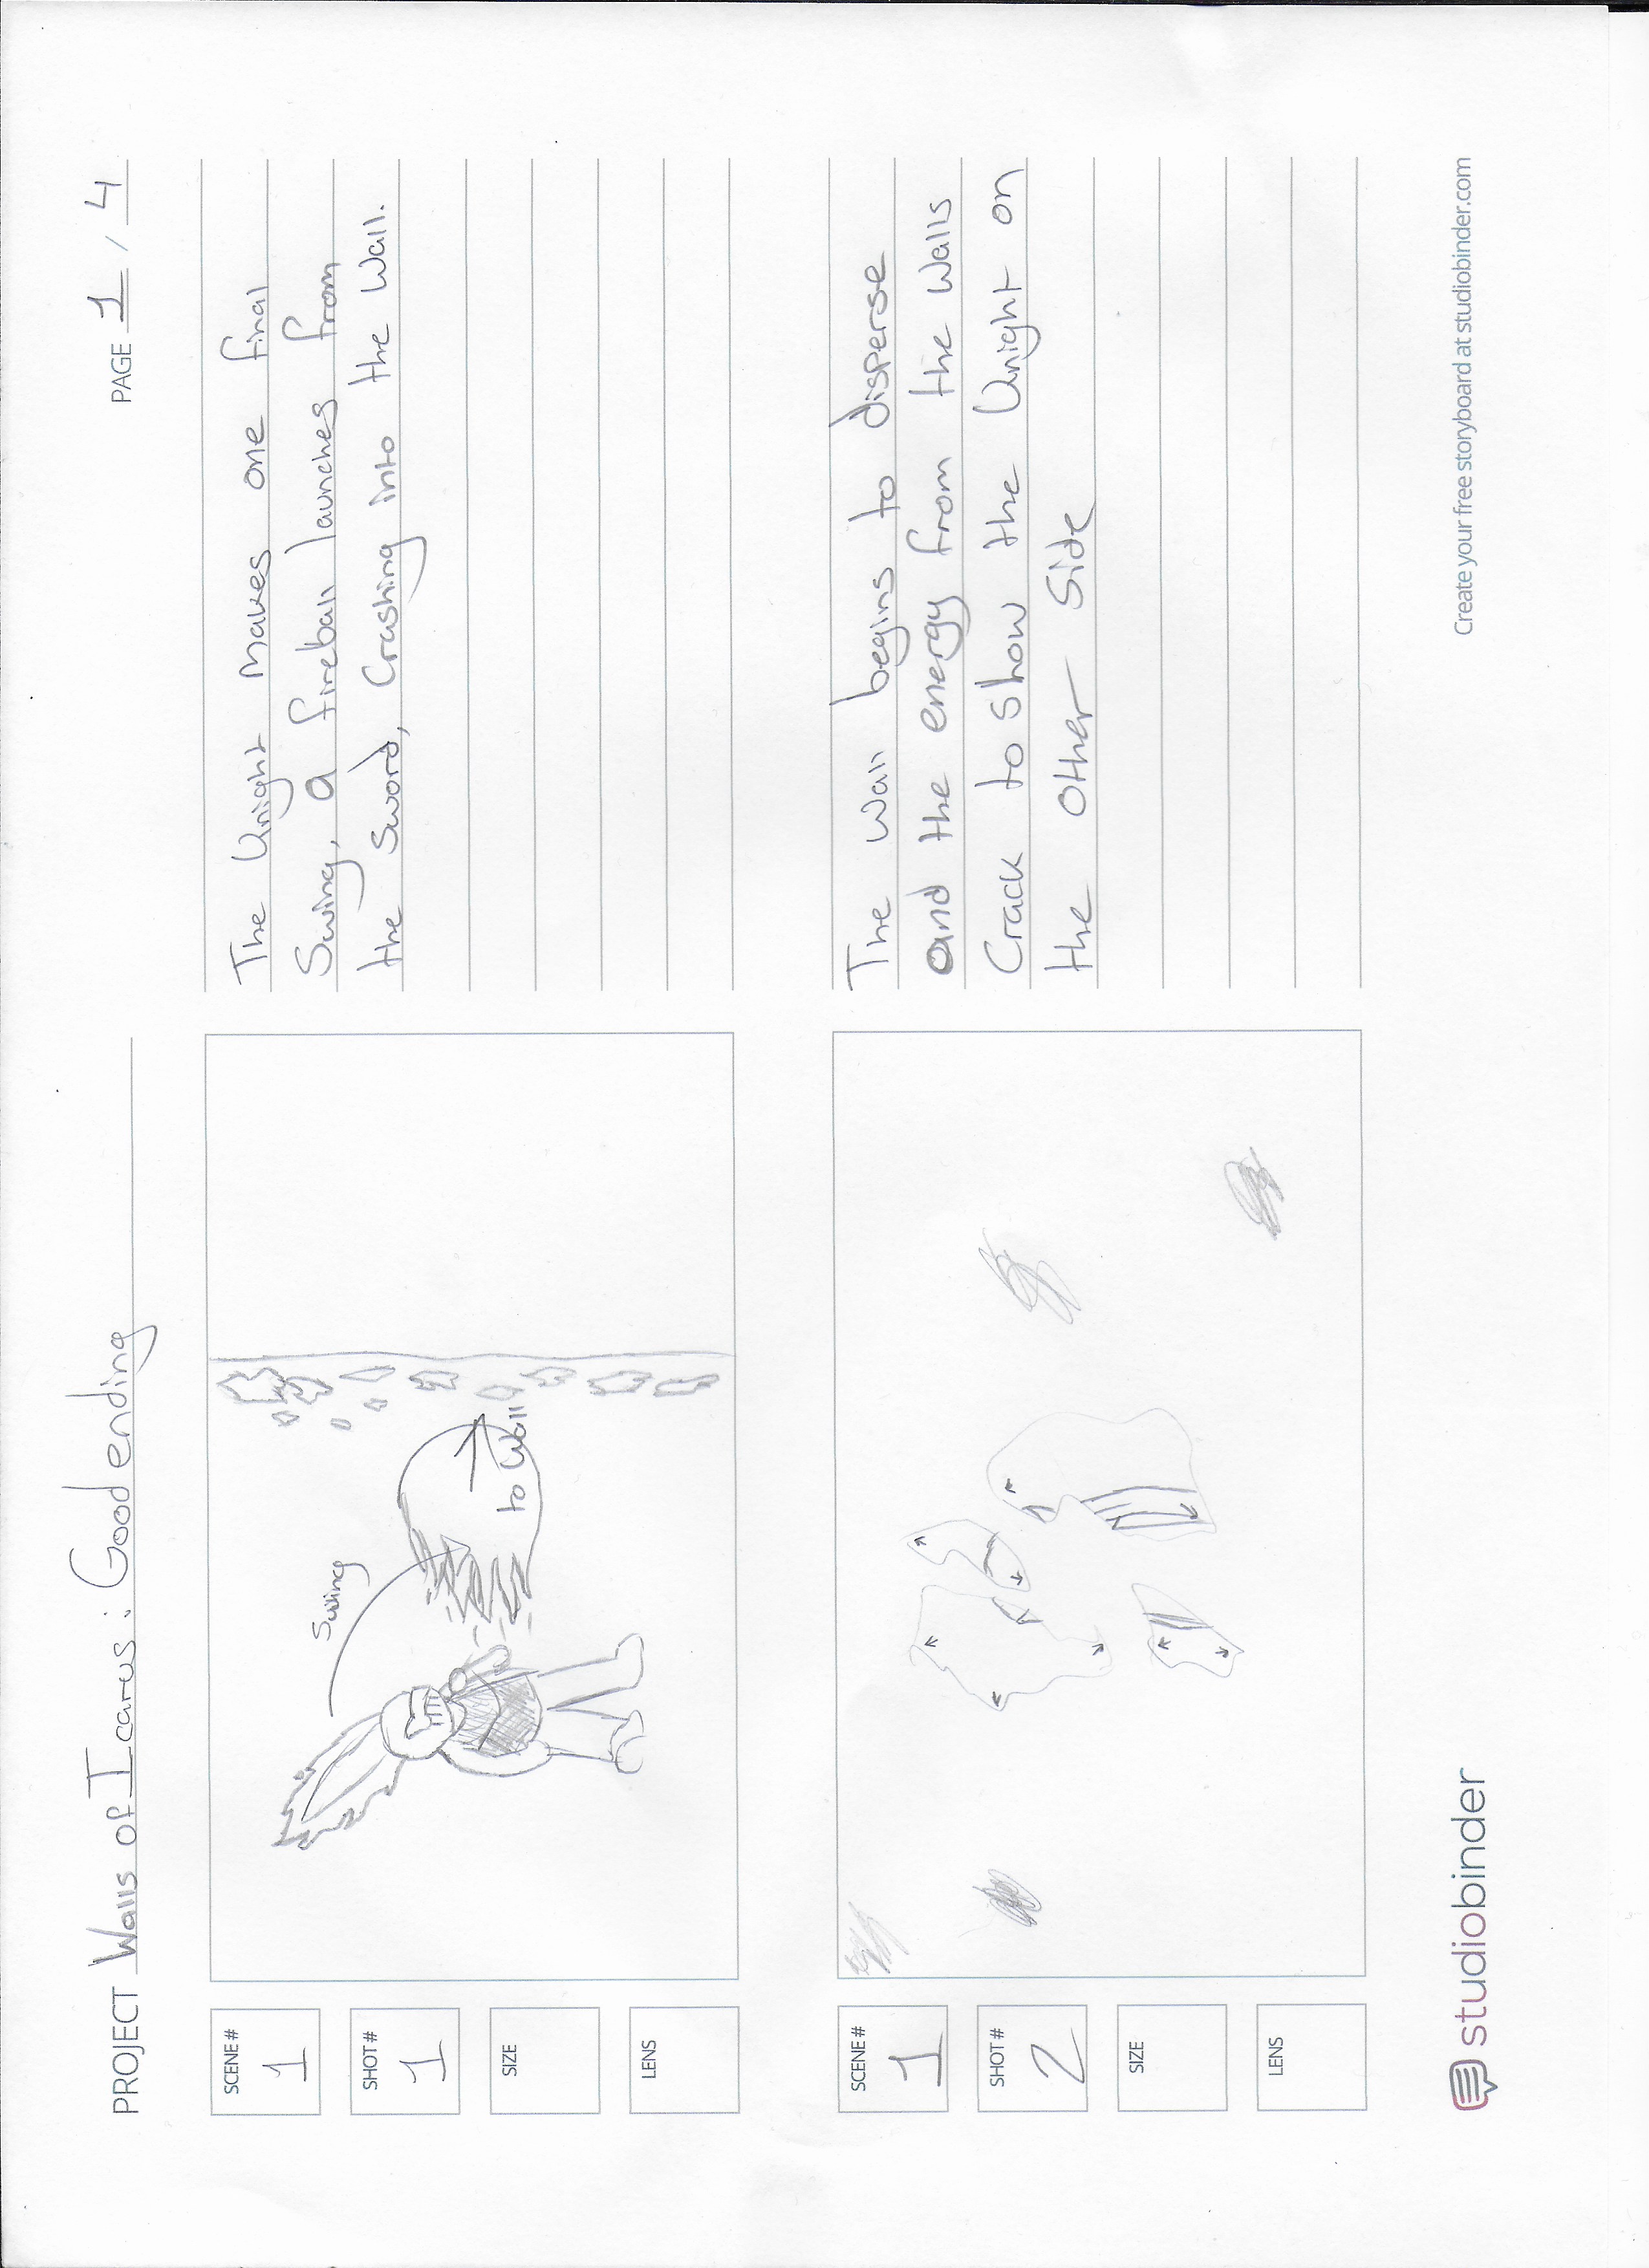 PROJECT Walls of Icarus: Good ending
PAGE 1 / 4
SCENE #
1
SHOT #
1
SIZE
LENS
Swing
to Wall
The Knight makes one final
Swing, a fireball launches from
the Sword, Crashing into the Wall.
SCENE #
1
SHOT #
2
SIZE
LENS
The Wall begins to disperse
and the energy from the Walls
Crack to show the Knight on
the Other Side
studiobinder
Create your free storyboard at studiobinder.com